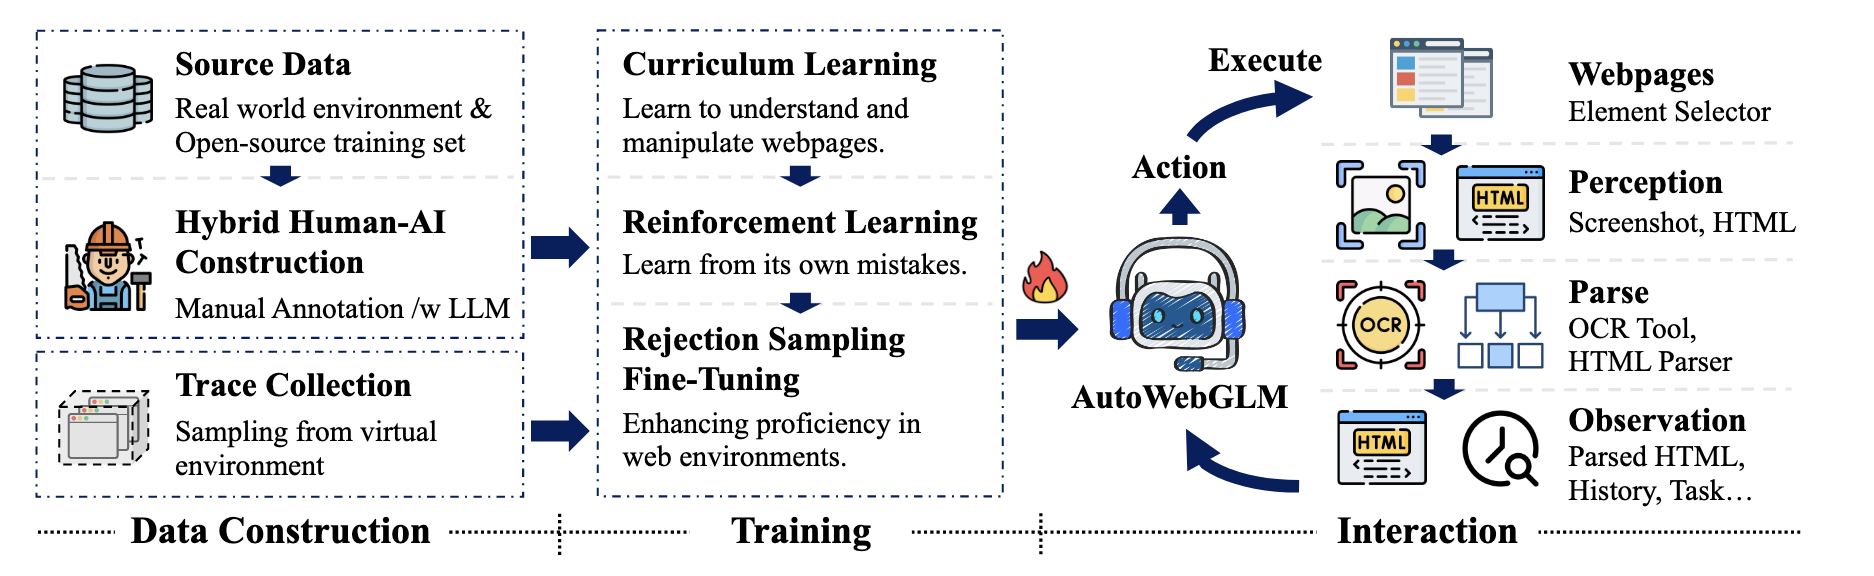 Source Data
Real world environment &
Open-source training set
Hybrid Human-AI
Construction
Manual Annotation /w LLM
Trace Collection
Sampling from virtual
environment
Data Construction
Curriculum Learning
Learn to understand and
manipulate webpages.
Reinforcement Learning
Learn from its own mistakes.
Rejection Sampling
Fine-Tuning
Enhancing proficiency in
web environments.
Training
Execute
Action
AutoWebGLM
Webpages
Element Selector
HTML
Perception
Screenshot, HTML
OCR
Parse
OCR Tool,
HTML Parser
HTML
Observation
Parsed HTML,
History, Task...
Interaction